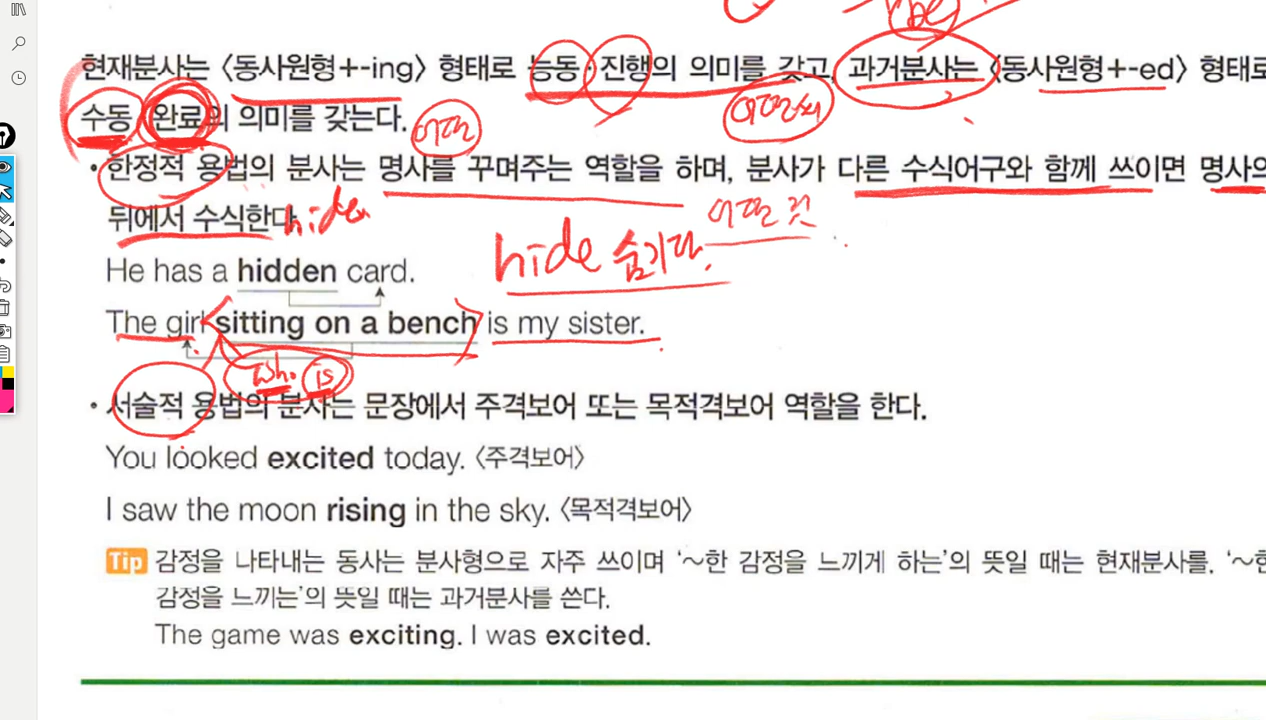 (be)
현재분사는 〈동사원형+-ing〉 형태로 능동·진행의 의미를 갖고, 과거분사는 〈동사원형+-ed〉 형태로
수동 완료의 의미를 갖는다.
• 한정적 용법의 분사는 명사를 꾸며주는 역할을 하며, 분사가 다른 수식어구와 함께 쓰이면 명사의
뒤에서 수식한다.
hide 숨기다.
He has a hidden card.
The girl sitting on a bench is my sister.
who is
• 서술적 용법의 분사는 문장에서 주격보어 또는 목적격보어 역할을 한다.
You looked excited today. 〈주격보어〉
I saw the moon rising in the sky. 〈목적격보어〉
Tip 감정을 나타내는 동사는 분사형으로 자주 쓰이며 ‘~한 감정을 느끼게 하는’의 뜻일 때는 현재분사를, ‘~한
감정을 느끼는’의 뜻일 때는 과거분사를 쓴다.
The game was exciting. I was excited.